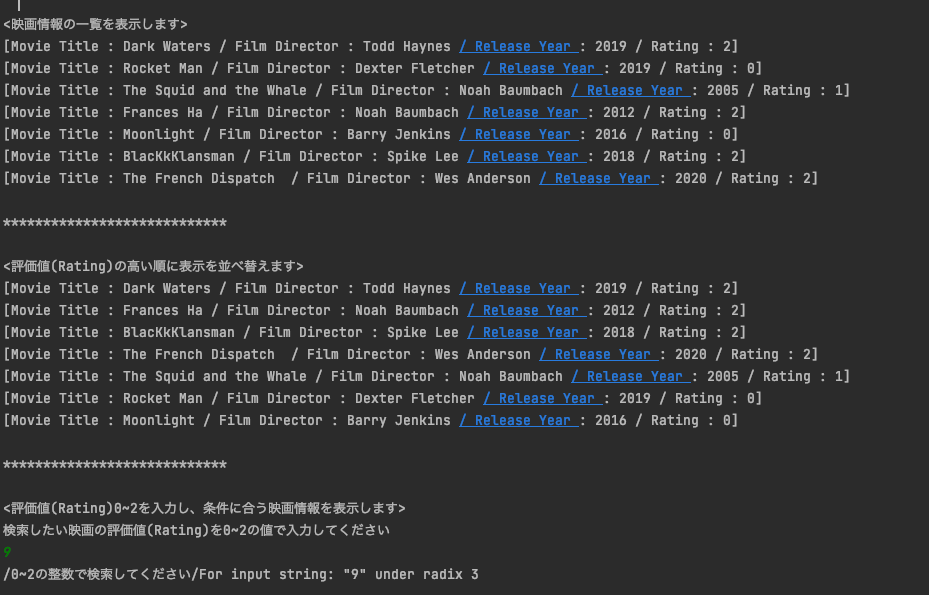 <映画情報の一覧を表示します>
[Movie Title : Dark Waters / Film Director : Todd Haynes / Release Year : 2019 / Rating : 2]
[Movie Title : Rocket Man / Film Director : Dexter Fletcher / Release Year : 2019 / Rating : 0]
[Movie Title : The Squid and the Whale / Film Director : Noah Baumbach / Release Year : 2005 / Rating : 1]
[Movie Title : Frances Ha / Film Director : Noah Baumbach / Release Year : 2012 / Rating : 2]
[Movie Title : Moonlight / Film Director : Barry Jenkins / Release Year : 2016 / Rating : 0]
[Movie Title : BlacKkKlansman / Film Director : Spike Lee / Release Year : 2018 / Rating : 2]
[Movie Title : The French Dispatch  / Film Director : Wes Anderson / Release Year : 2020 / Rating : 2]
****************************
<評価値(Rating)の高い順に表示を並べ替えます>
[Movie Title : Dark Waters / Film Director : Todd Haynes / Release Year : 2019 / Rating : 2]
[Movie Title : Frances Ha / Film Director : Noah Baumbach / Release Year : 2012 / Rating : 2]
[Movie Title : BlacKkKlansman / Film Director : Spike Lee / Release Year : 2018 / Rating : 2]
[Movie Title : The French Dispatch  / Film Director : Wes Anderson / Release Year : 2020 / Rating : 2]
[Movie Title : The Squid and the Whale / Film Director : Noah Baumbach / Release Year : 2005 / Rating : 1]
[Movie Title : Rocket Man / Film Director : Dexter Fletcher / Release Year : 2019 / Rating : 0]
[Movie Title : Moonlight / Film Director : Barry Jenkins / Release Year : 2016 / Rating : 0]
****************************
<評価値(Rating)0~2を入力し、条件に合う映画情報を表示します>
検索したい映画の評価値(Rating)を0~2の値で入力してください
9
/0~2の整数で検索してください/For input string: "9" under radix 3